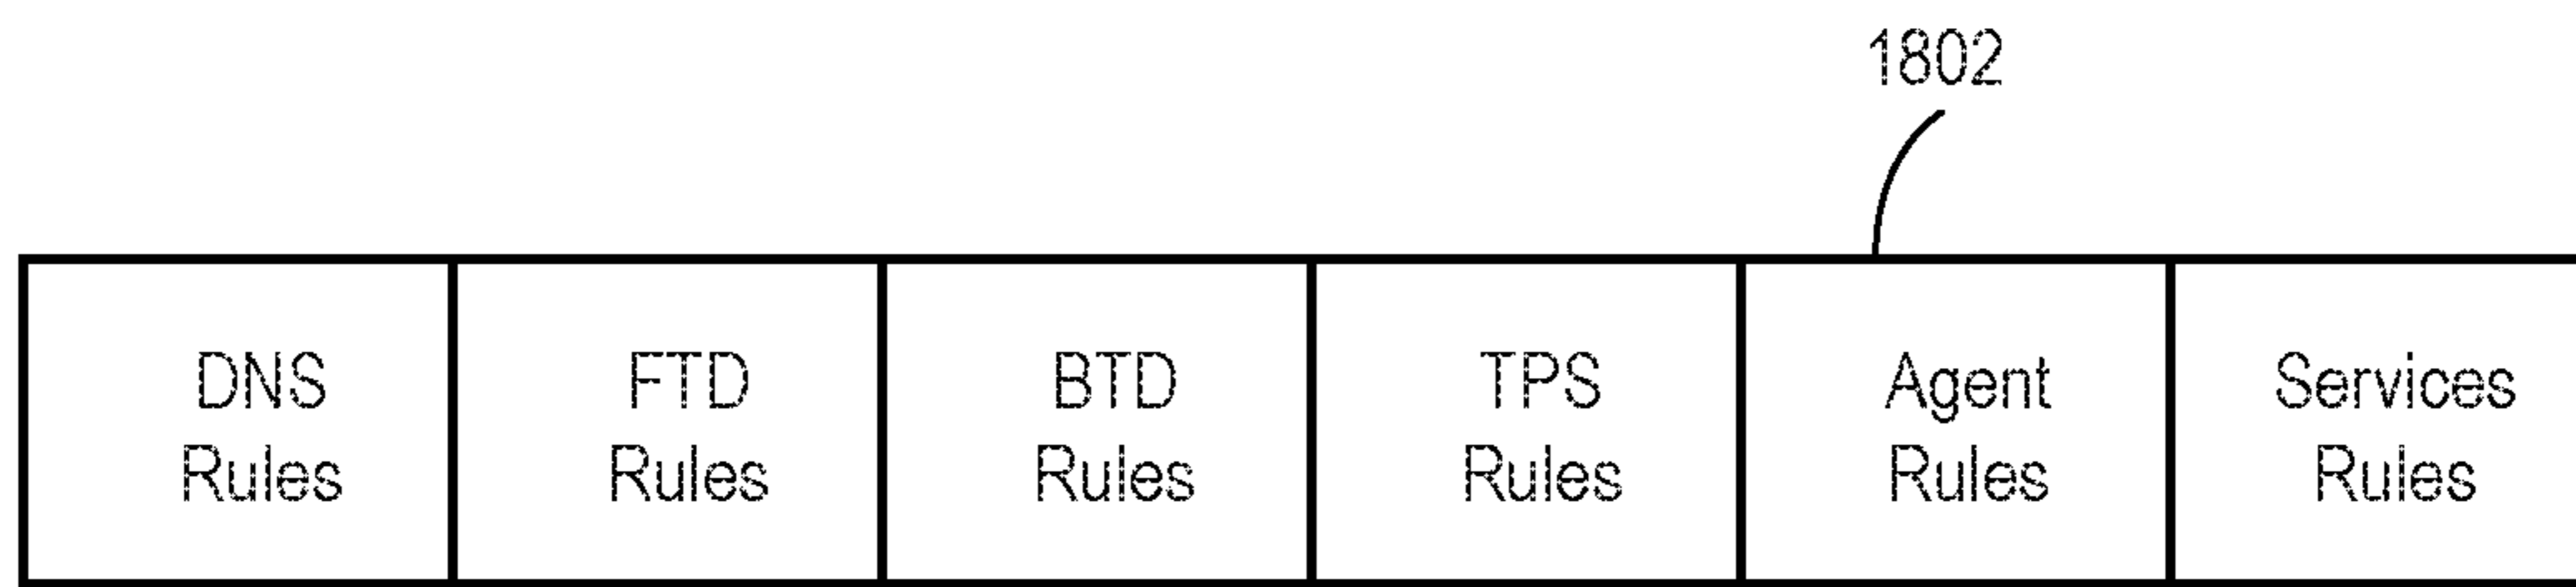 1802
DNS
Rules
FTD
Rules
BTD
Rules
TPS
Rules
Agent
Rules
Services
Rules